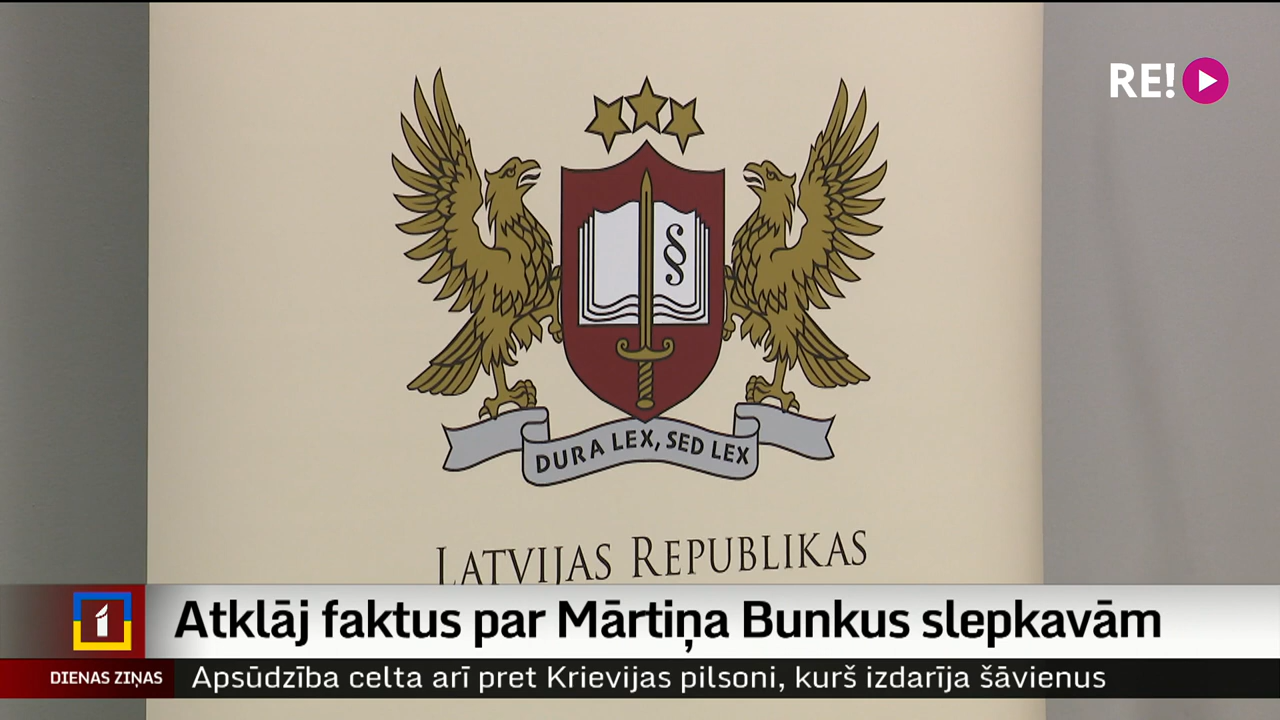 RE!
§
DURA LEX, SED LEX
LATVIJAS REPUBLIKAS
1
Atklāj faktus par Mārtiņa Bunkus slepkavām
DIENAS ZIŅAS
Apsūdzība celta arī pret Krievijas pilsoni, kurš izdarīja šāvienus